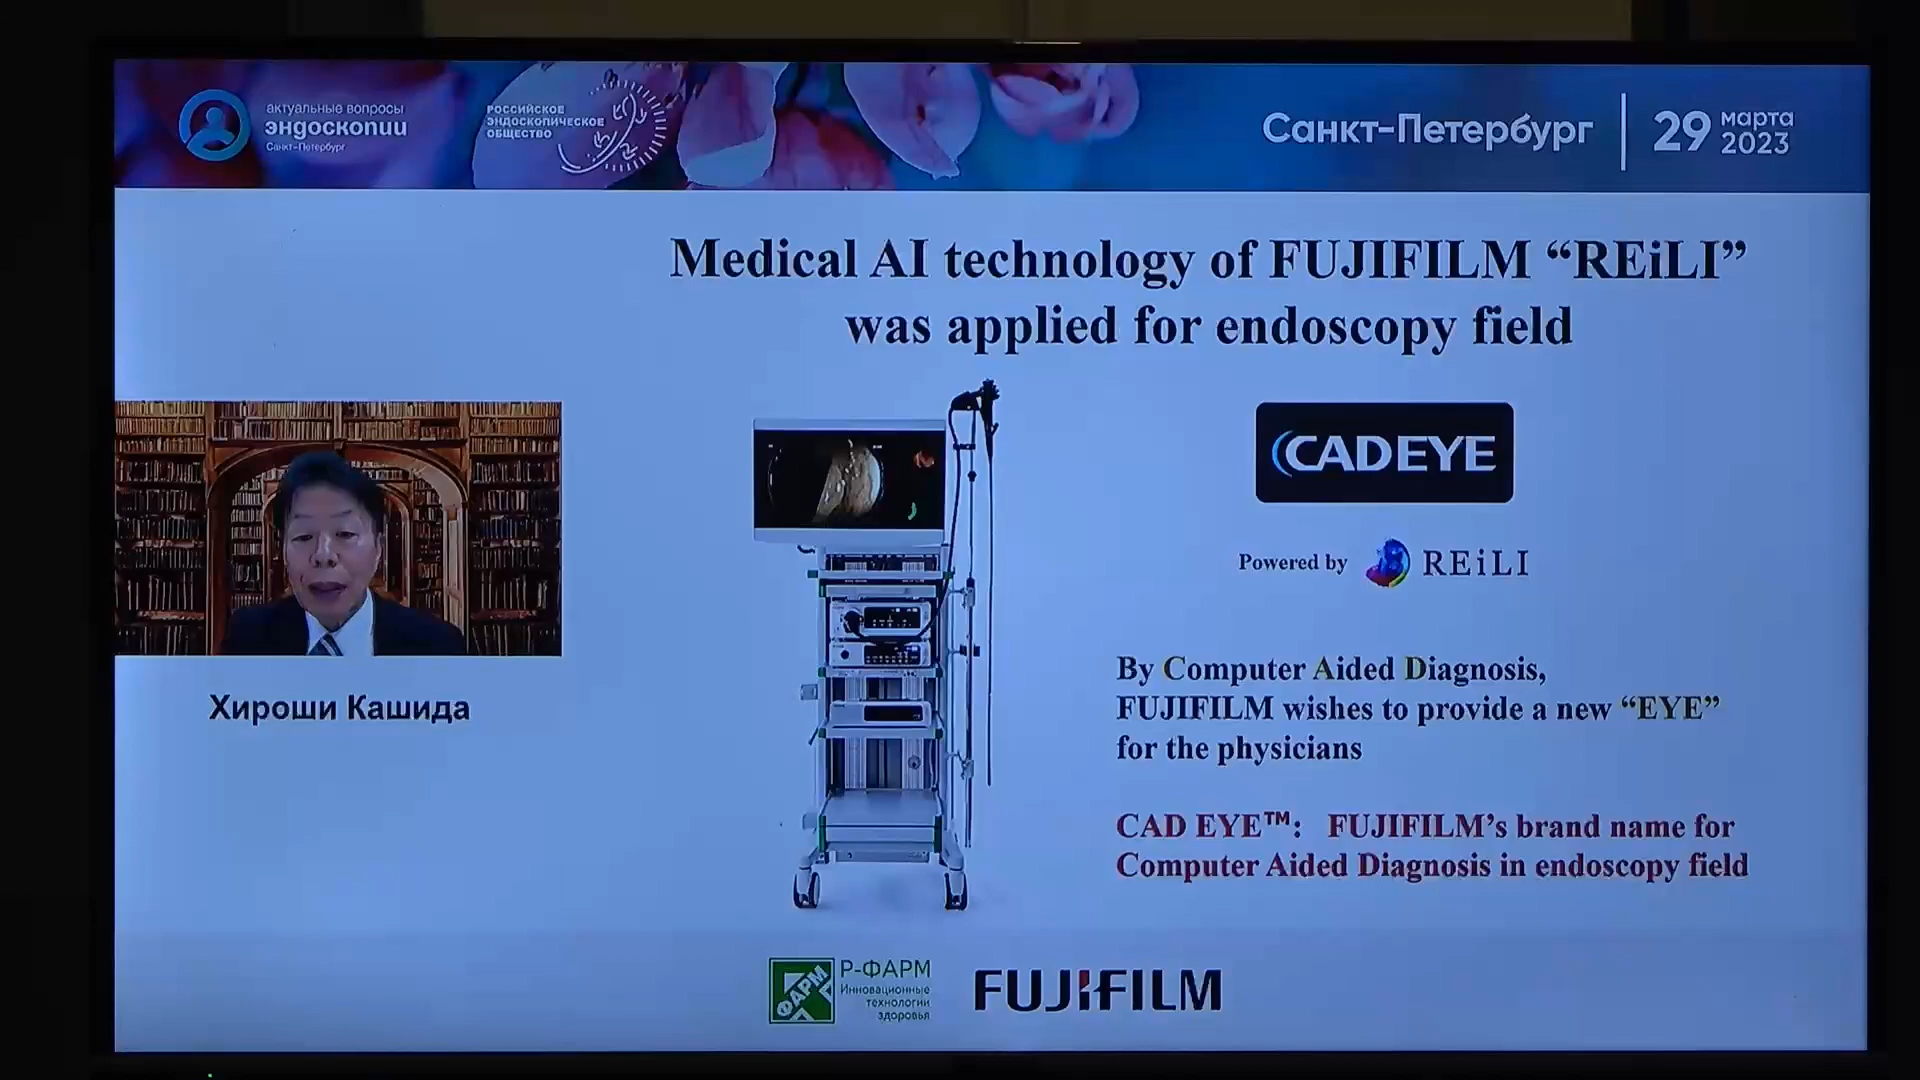 актуальные вопросы
эндоскопии
Санкт-Петербург
РОССИЙСКОЕ
ЭНДОСКОПИЧЕСКОЕ
ОБЩЕСТВО
Санкт-Петербург
29 марта
2023
Medical AI technology of FUJIFILM “REiLI”
was applied for endoscopy field
CAD EYE
Powered by REiLI
Хироши Кашида
By Computer Aided Diagnosis,
FUJIFILM wishes to provide a new “EYE”
for the physicians
CAD EYE™: FUJIFILM’s brand name for
Computer Aided Diagnosis in endoscopy field
ФАРМ
Р-ФАРМ
Инновационные
технологии
здоровья
FUJIFILM